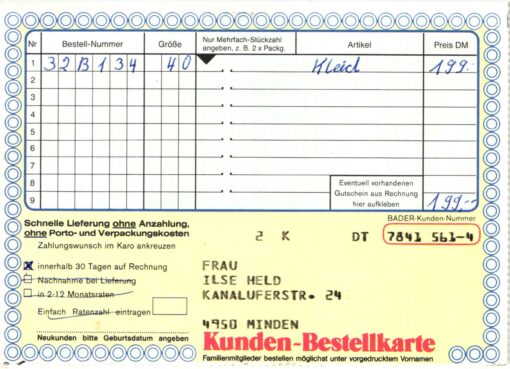 Nr Bestell-Nummer Größe Nur Mehrfach-Stückzahl angeben, z. B. 2 x Packg. Artikel Preis DM
1 32B134 40 Kleid 199.-
2
3
4
5
6
7
8
9 Eventuell vorhandenen
Gutschein aus Rechnung
hier aufkleben 199,--
Schnelle Lieferung ohne Anzahlung,
ohne Porto- und Verpackungskosten
Zahlungswunsch im Karo ankreuzen
BADER-Kunden-Nummer
2 K DT 7841 561-4
x innerhalb 30 Tagen auf Rechnung
Nachnahme bei Lieferung
in 2-12 Monatsraten
Einfach Ratenzahl eintragen
Neukunden bitte Geburtsdatum angeben
FRAU
ILSE HELD
KANALUFERSTR. 24
4950 MINDEN
Kunden-Bestellkarte
Familienmitglieder bestellen möglichst unter vorgedrucktem Vornamen